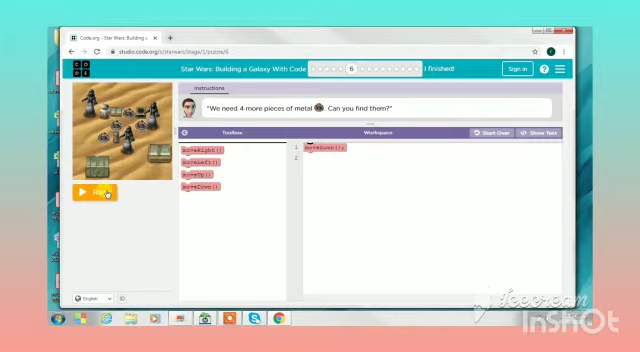 Code.org - Star Wars: Building a
studio.code.org/s/starwars/stage/1/puzzle/6
C O
D E
Star Wars: Building a Galaxy With Code
6
I finished!
Sign in
?
Instructions
"We need 4 more pieces of metal . Can you find them?"
Toolbox
Workspace
Start Over
</> Show Text
moveRight()
moveLeft()
moveUp()
moveDown()
1
moveDown();
2
Run
English
Icecream
InShOt